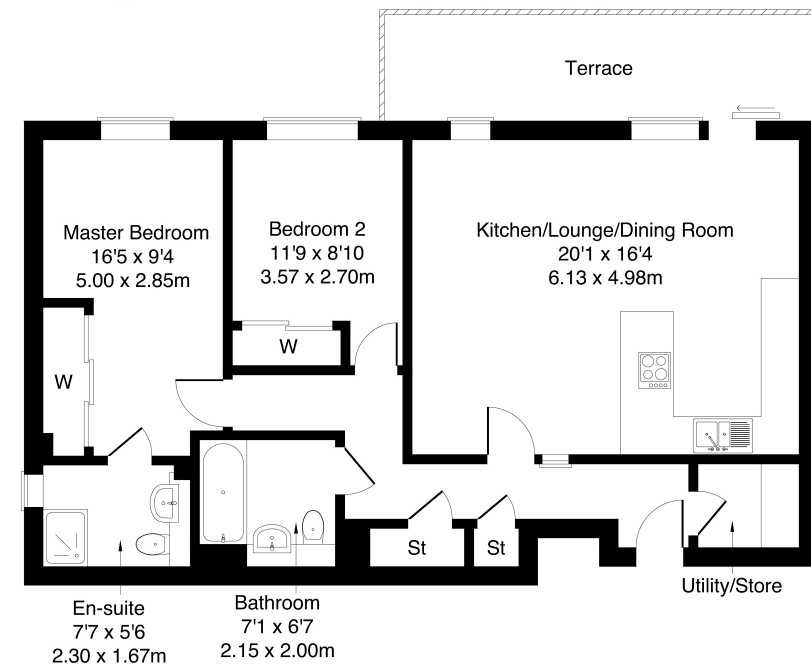 Terrace
Master Bedroom
16'5 x 9'4
5.00 x 2.85m
Bedroom 2
11'9 x 8'10
3.57 x 2.70m
Kitchen/Lounge/Dining Room
20'1 x 16'4
6.13 x 4.98m
W
W
St
St
En-suite
7'7 x 5'6
2.30 x 1.67m
Bathroom
7'1 x 6'7
2.15 x 2.00m
Utility/Store